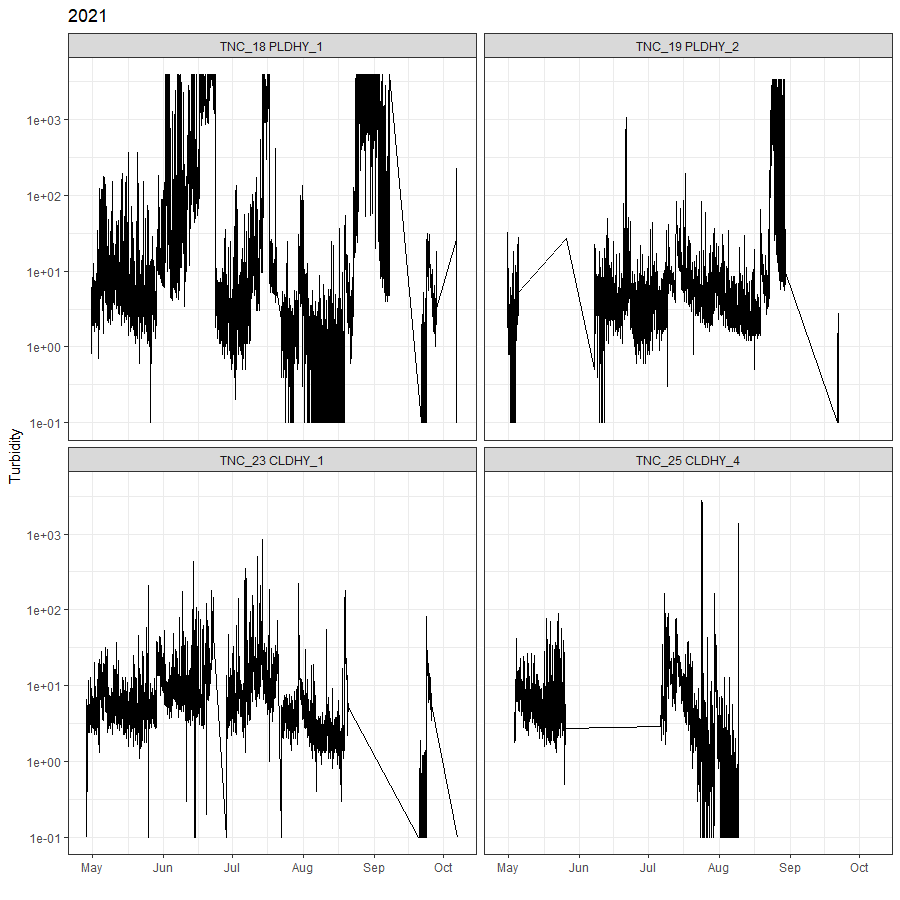 2021
TNC_18 PLDHY_1
TNC_19 PLDHY_2
1e+03
1e+02
1e+01
1e+00
1e-01
Turbidity
TNC_23 CLDHY_1
TNC_25 CLDHY_4
1e+03
1e+02
1e+01
1e+00
1e-01
May Jun Jul Aug Sep Oct
May Jun Jul Aug Sep Oct